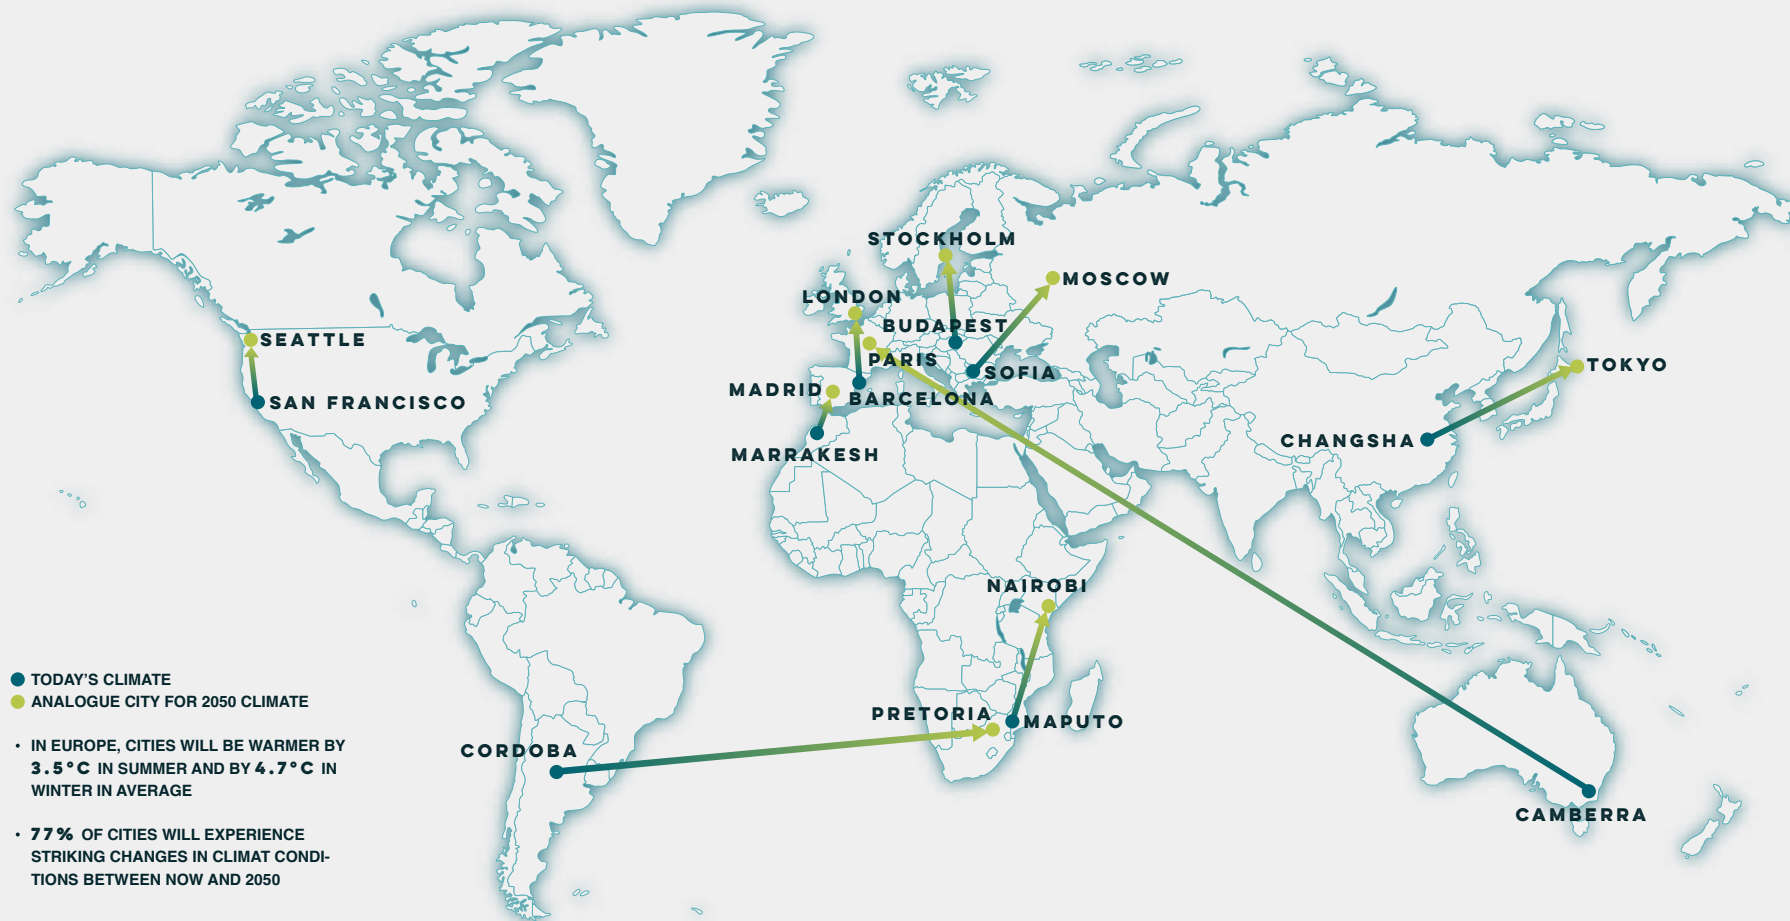 STOCKHOLM
MOSCOW
LONDON
BUDAPEST
SEATTLE
PARIS
TOKYO
SOFIA
MADRID
BARCELONA
SAN FRANCISCO
CHANGSHA
MARRAKESH
NAIROBI
PRETORIA
MAPUTO
CORDOBA
CAMBERRA
TODAY'S CLIMATE
ANALOGUE CITY FOR 2050 CLIMATE
• IN EUROPE, CITIES WILL BE WARMER BY
3.5°C IN SUMMER AND BY 4.7°C IN
WINTER IN AVERAGE
• 77% OF CITIES WILL EXPERIENCE
STRIKING CHANGES IN CLIMAT CONDI-
TIONS BETWEEN NOW AND 2050